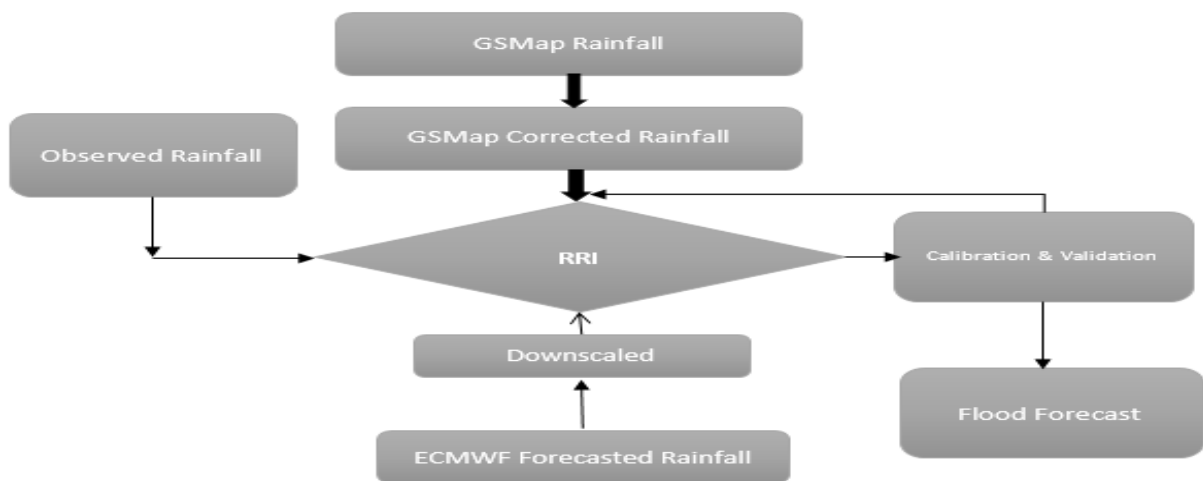 GSMap Rainfall
GSMap Corrected Rainfall
Observed Rainfall
RRI
Calibration & Validation
Downscaled
Flood Forecast
ECMWF Forecasted Rainfall